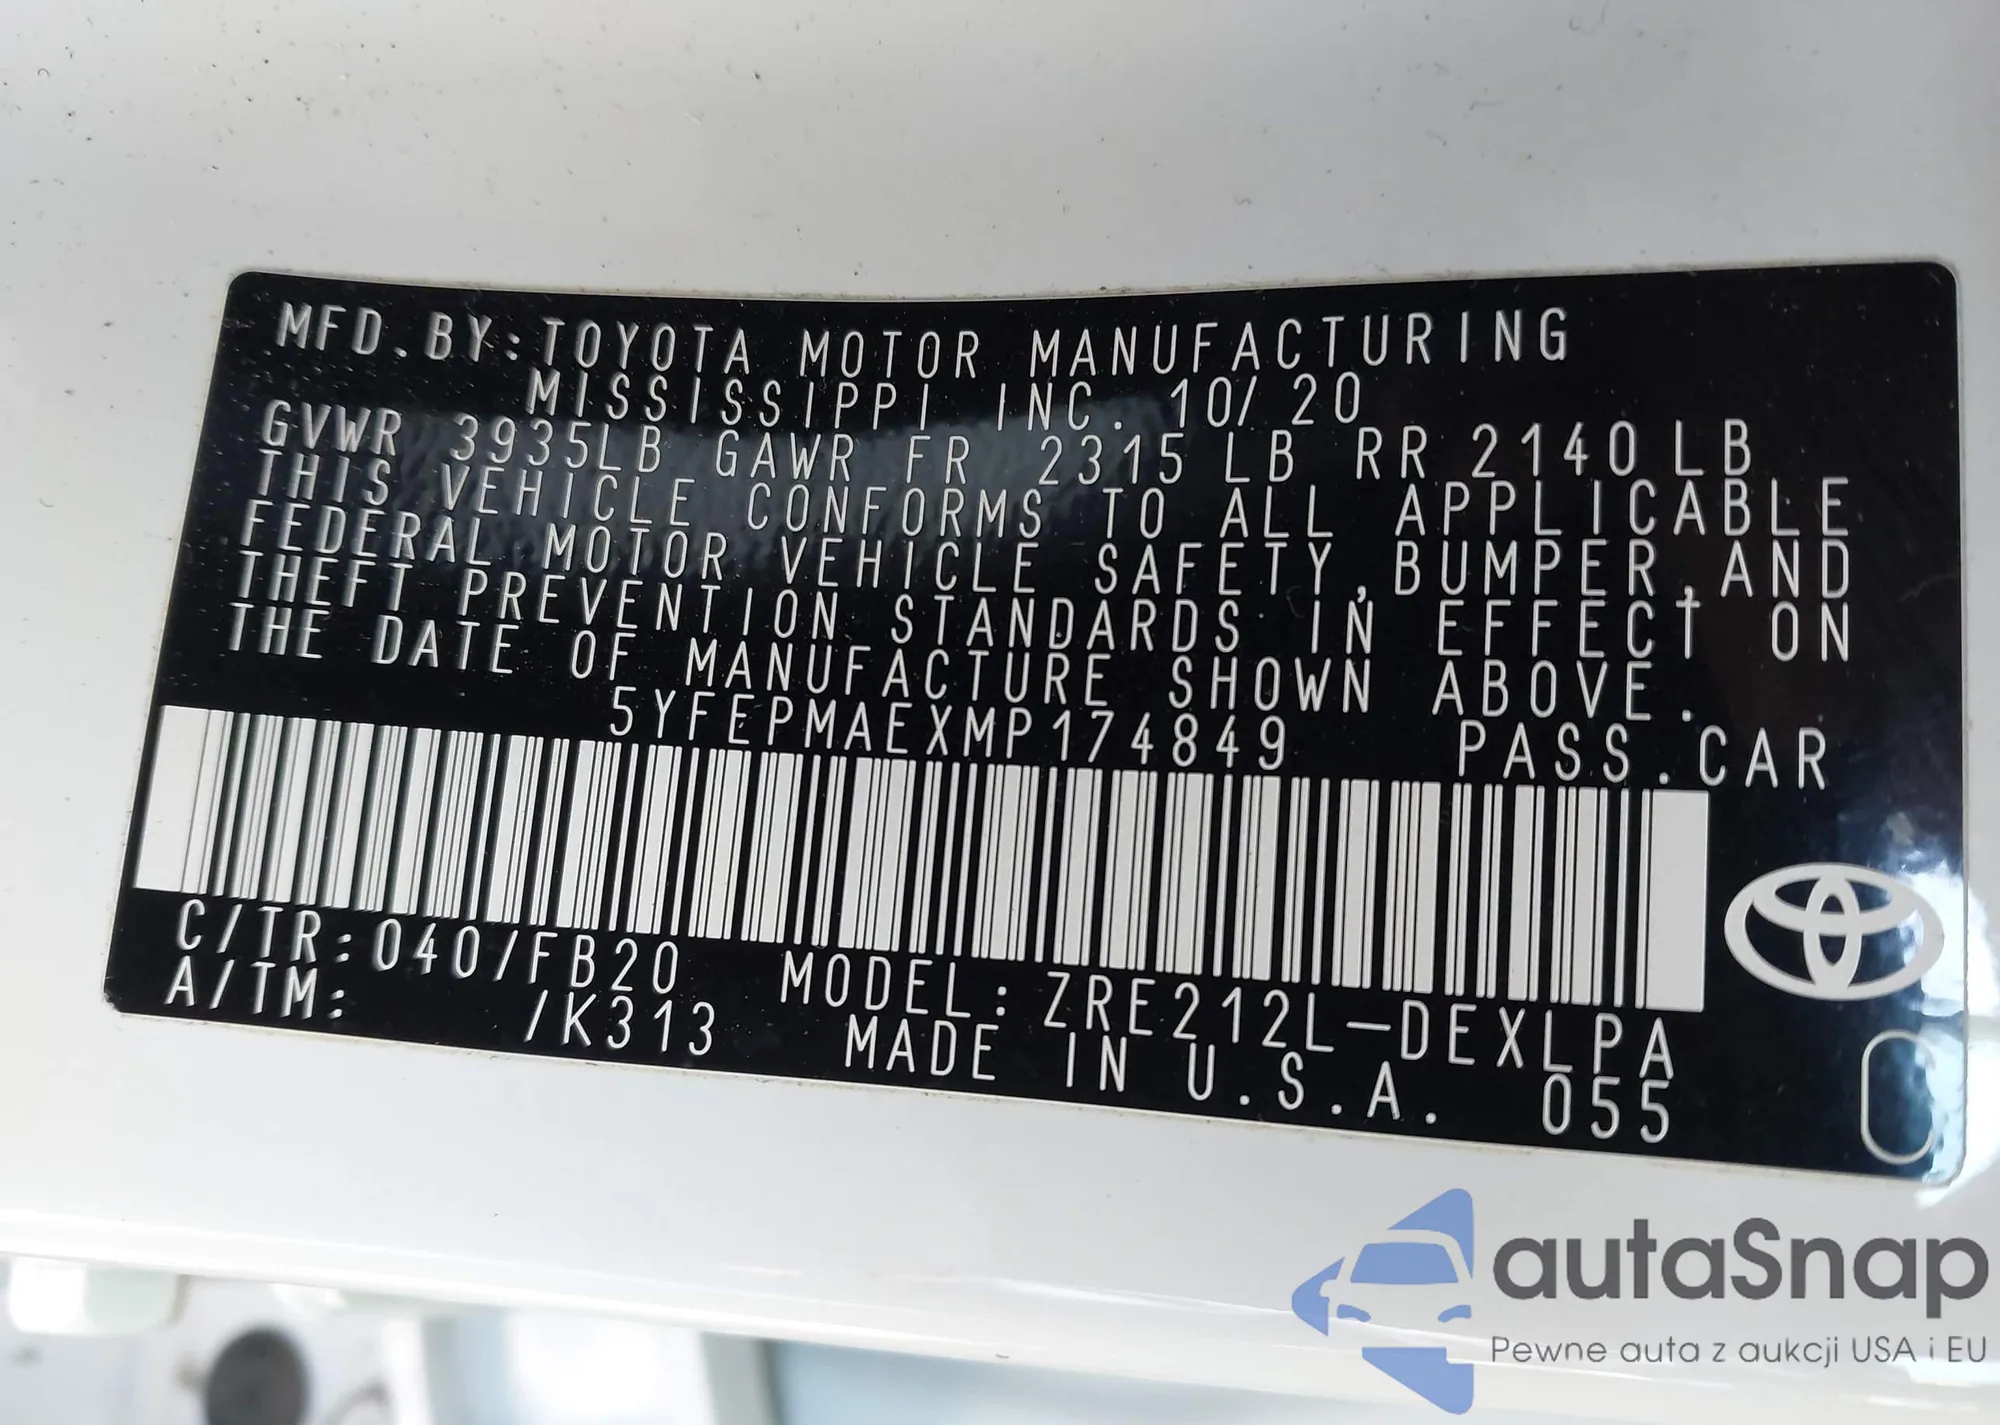 MFD.BY:TOYOTA MOTOR MANUFACTURING
MISSISSIPPI INC. 10/20
GVWR 3935LB GAWR FR 2315 LB RR 2140 LB
THIS VEHICLE CONFORMS TO ALL APPLICABLE
FEDERAL MOTOR VEHICLE SAFETY,BUMPER,AND
THEFT PREVENTION STANDARDS IN EFFECT ON
THE DATE OF MANUFACTURE SHOWN ABOVE.
5YFEPMAEXMP174849 PASS.CAR
C/TR:040/FB20 MODEL:ZRE212L-DEXLPA
A/TM: /K313 MADE IN U.S.A. 055
C
autaSnap
Pewne auta z aukcji USA i EU